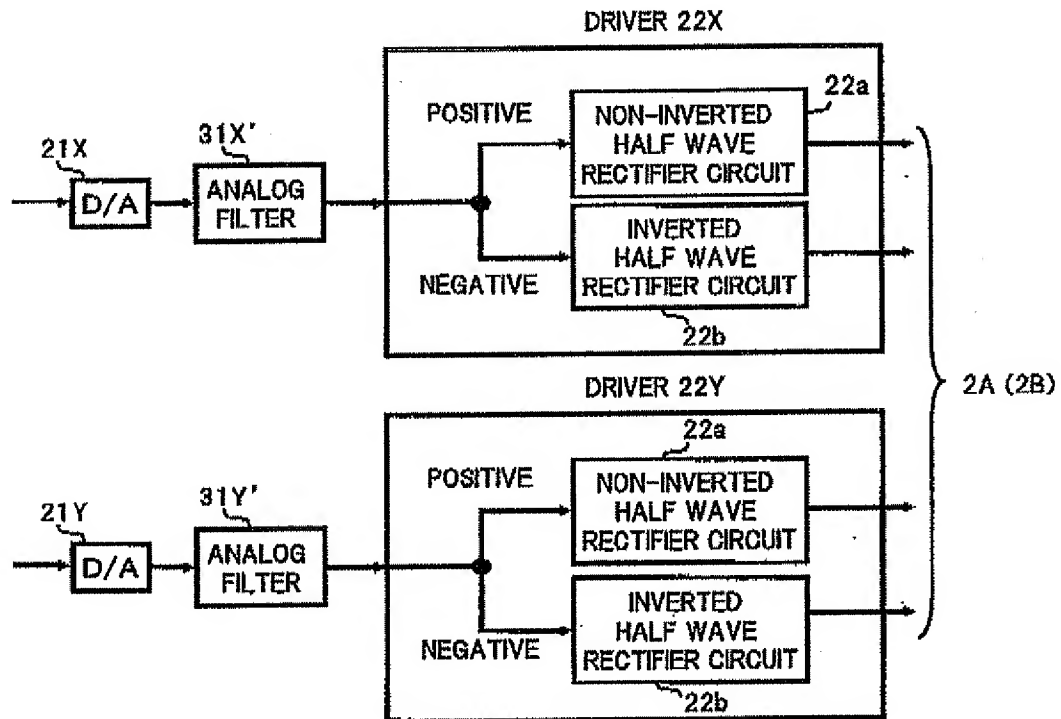 DRIVER 22X
22a
POSITIVE
NON-INVERTED
HALF WAVE
RECTIFIER CIRCUIT
31X'
21X
D/A
ANALOG
FILTER
INVERTED
HALF WAVE
RECTIFIER CIRCUIT
NEGATIVE
22b
2A (2B)
DRIVER 22Y
22a
POSITIVE
NON-INVERTED
HALF WAVE
RECTIFIER CIRCUIT
31Y'
21Y
D/A
ANALOG
FILTER
INVERTED
HALF WAVE
RECTIFIER CIRCUIT
NEGATIVE
22b